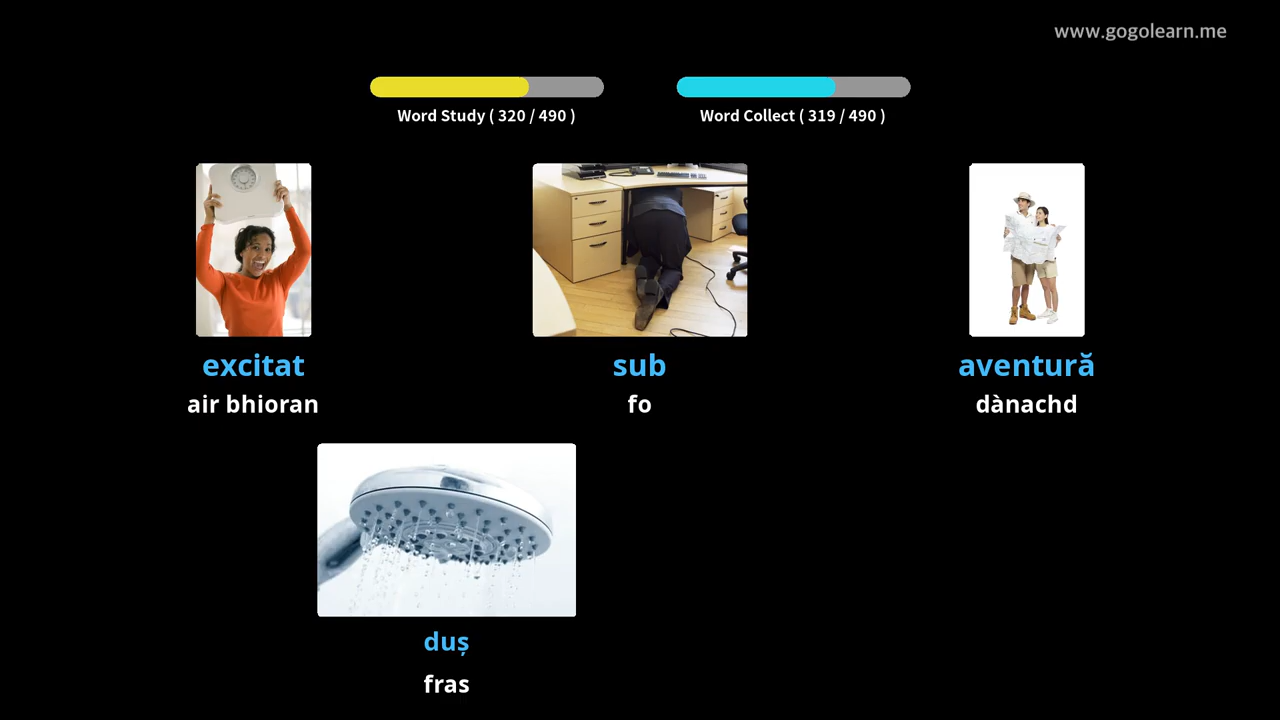 www.gogolearn.me
Word Study ( 320 / 490 )
Word Collect ( 319 / 490 )
excitat
air bhioran
sub
fo
aventură
dànachd
duș
fras